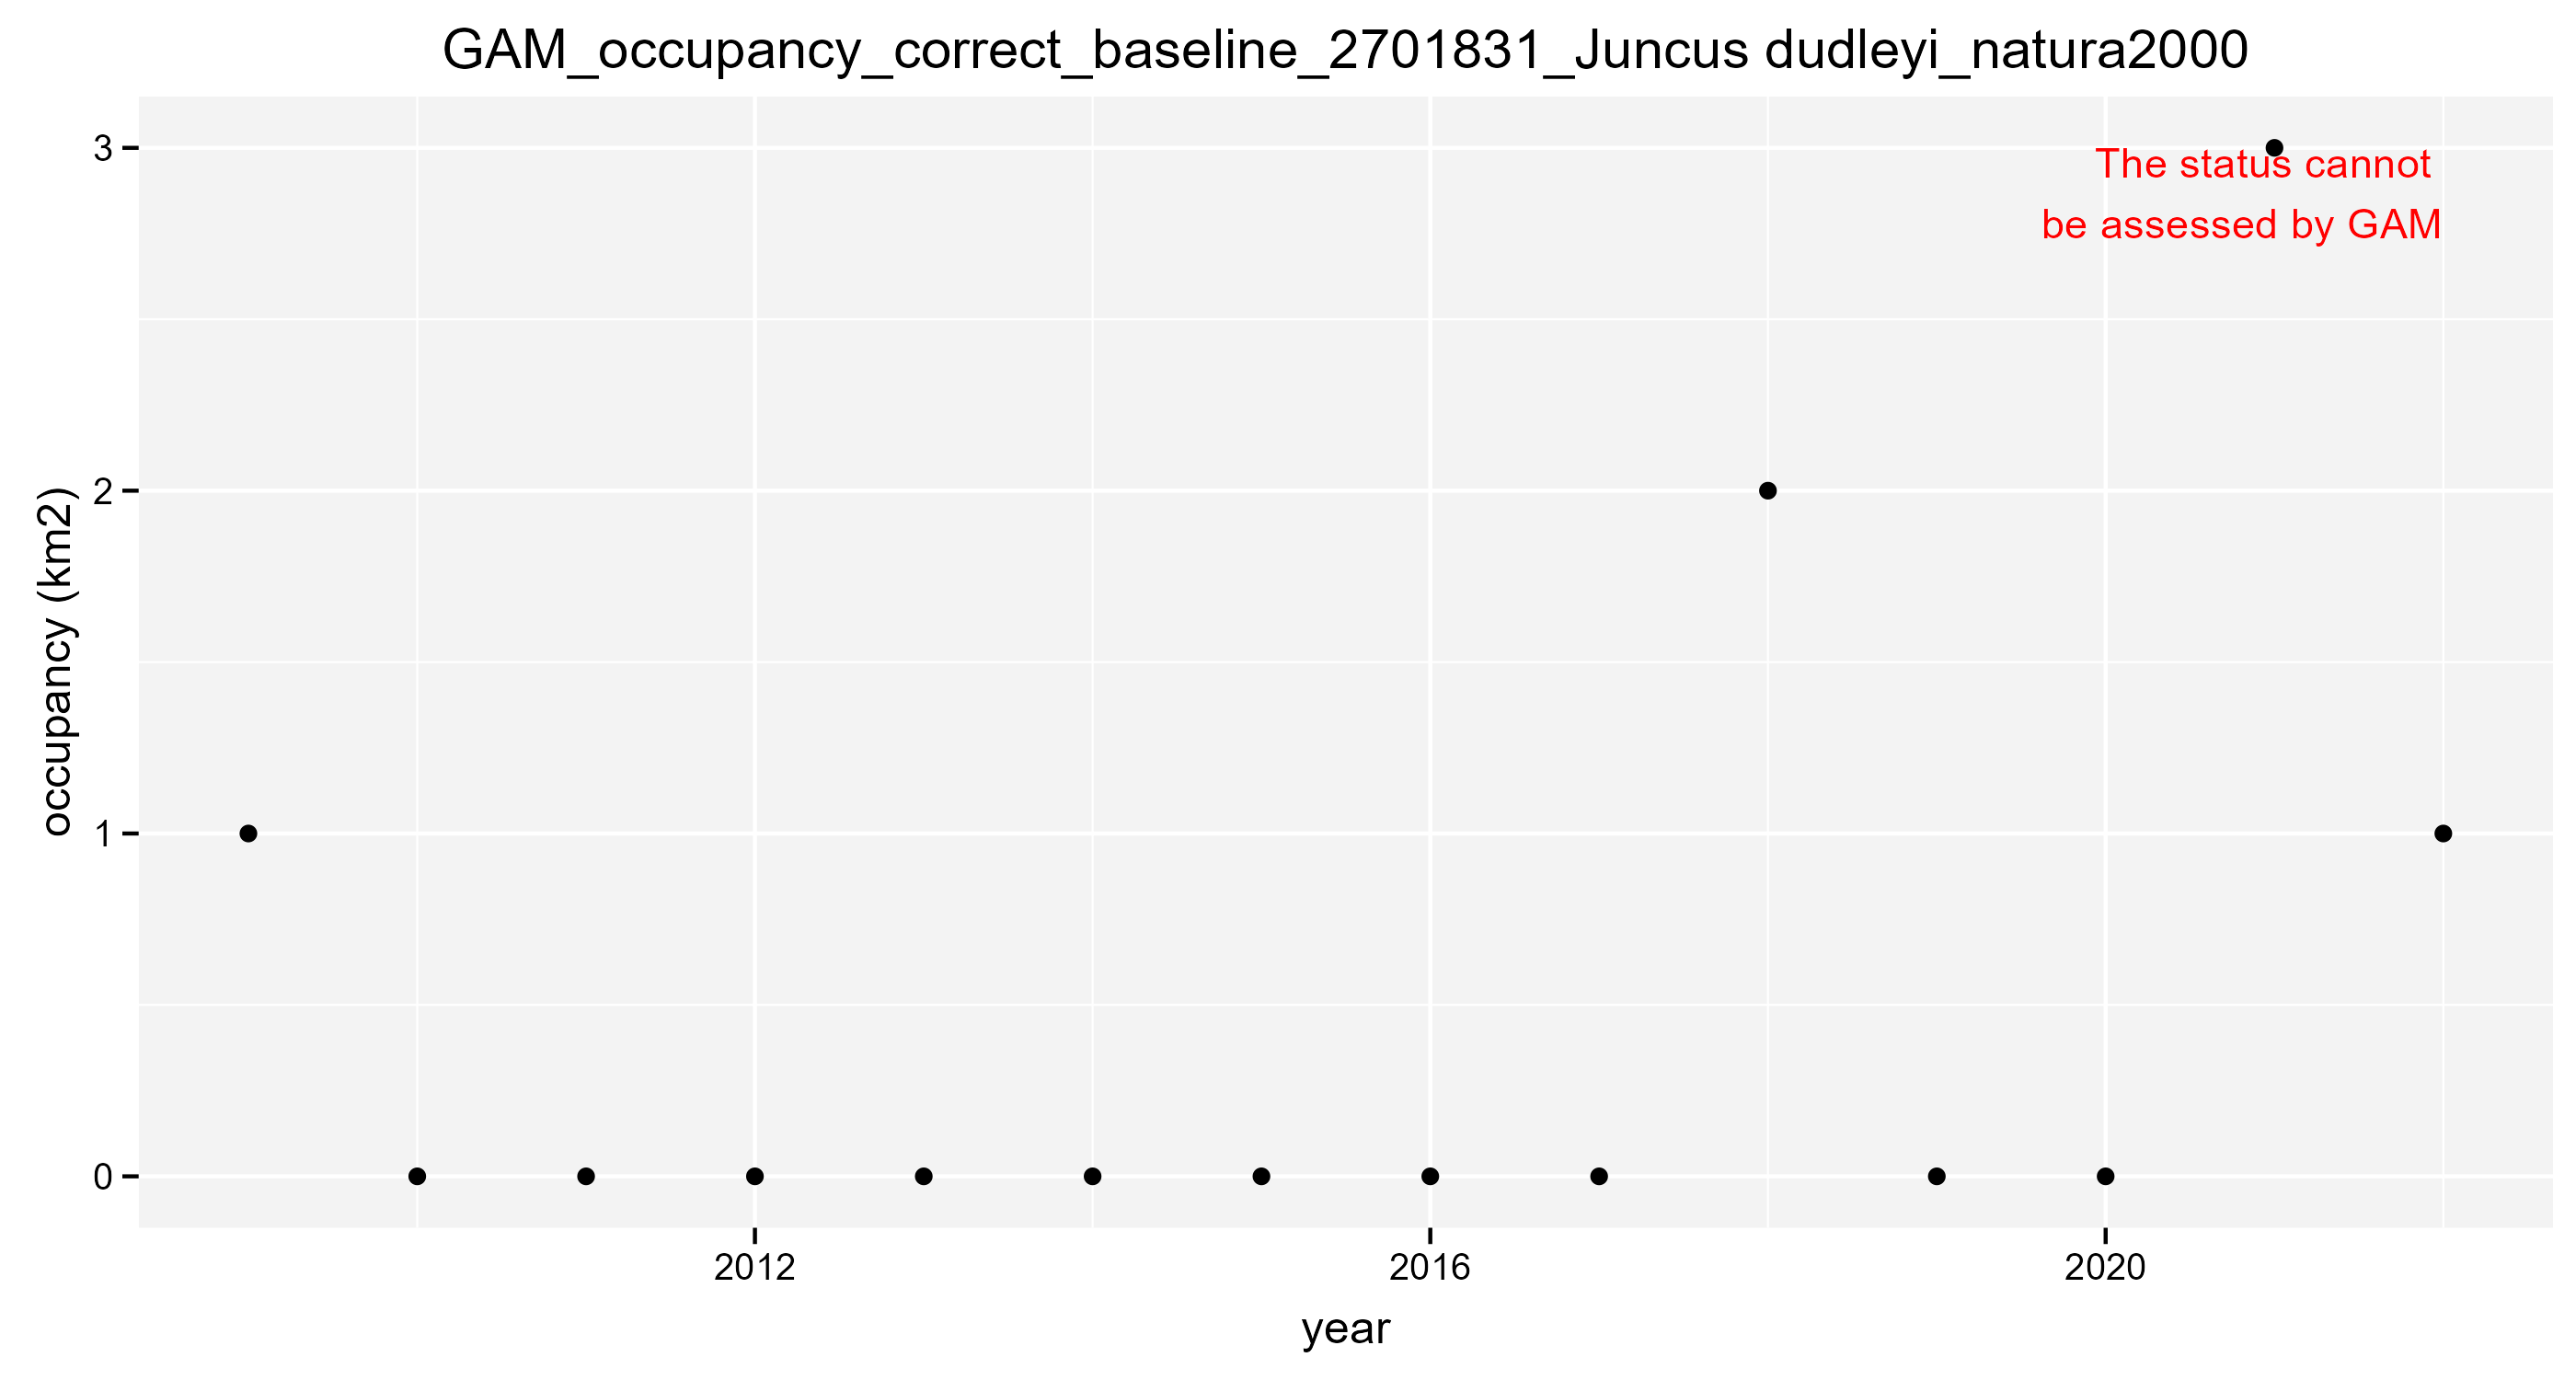 GAM_occupancy_correct_baseline_2701831_Juncus dudleyi_natura2000
3
The status cannot
be assessed by GAM
2
occupancy (km2)
1
0
2012
2016
2020
year